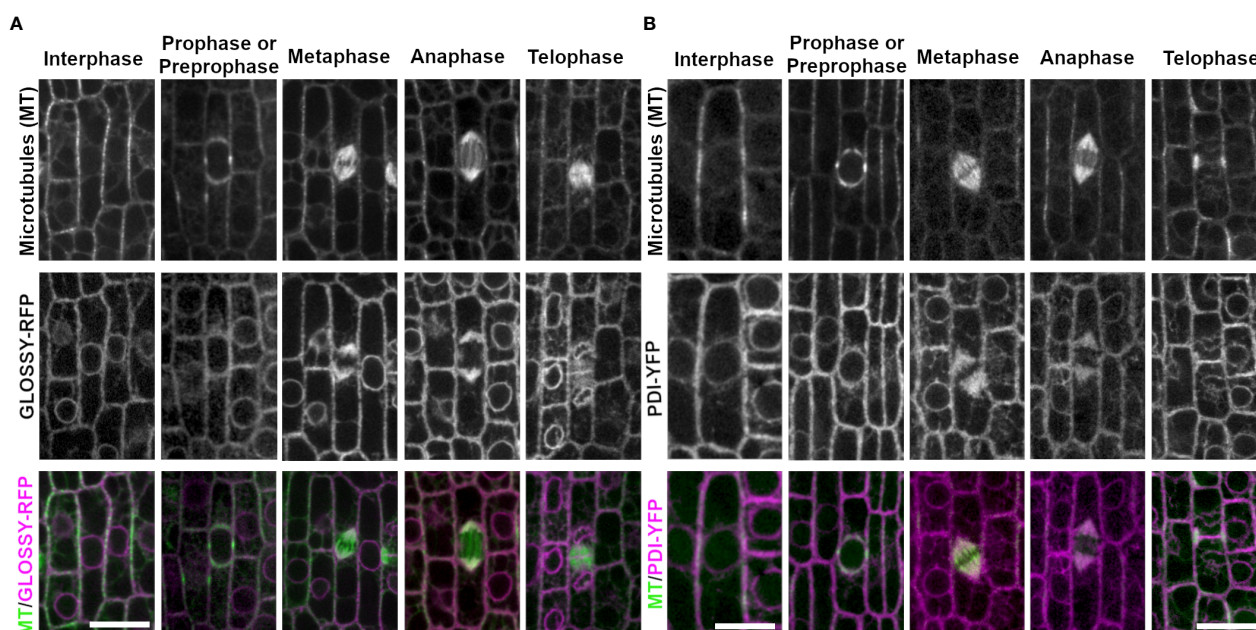 A
Interphase
Prophase or
Preprophase
Metaphase
Anaphase
Telophase
Microtubules (MT)
GLOSSY-RFP
MT/GLOSSY-RFP
B
Interphase
Prophase or
Preprophase
Metaphase
Anaphase
Telophase
Microtubules (MT)
PDI-YFP
MT/PDI-YFP